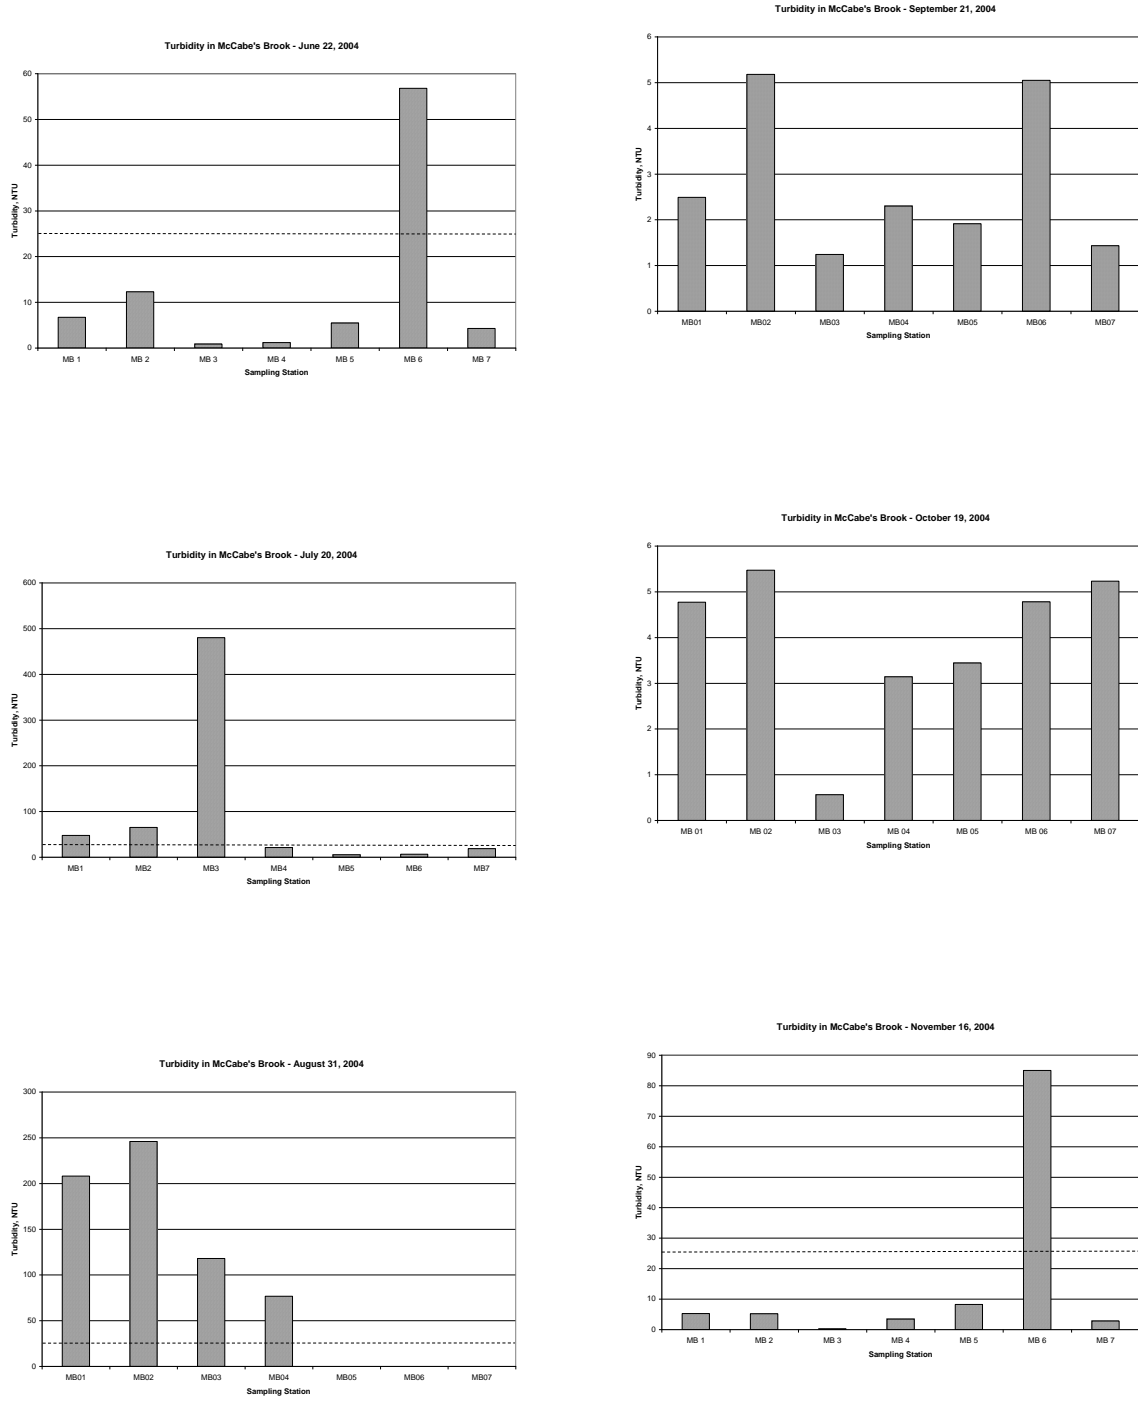 Turbidity in McCabe's Brook - June 22, 2004
60
50
40
30
20
10
0
Turbidity, NTU
MB 1 MB 2 MB 3 MB 4 MB 5 MB 6 MB 7
Sampling Station
Turbidity in McCabe's Brook - September 21, 2004
6
5
4
3
2
1
0
Turbidity, NTU
MB01 MB02 MB03 MB04 MB05 MB06 MB07
Sampling Station
Turbidity in McCabe's Brook - July 20, 2004
600
500
400
300
200
100
0
Turbidity, NTU
MB1 MB2 MB3 MB4 MB5 MB6 MB7
Sampling Station
Turbidity in McCabe's Brook - October 19, 2004
6
5
4
3
2
1
0
Turbidity, NTU
MB 01 MB 02 MB 03 MB 04 MB 05 MB 06 MB 07
Sampling Station
Turbidity in McCabe's Brook - August 31, 2004
300
250
200
150
100
50
0
Turbidity, NTU
MB01 MB02 MB03 MB04 MB05 MB06 MB07
Sampling Station
Turbidity in McCabe's Brook - November 16, 2004
90
80
70
60
50
40
30
20
10
0
Turbidity, NTU
MB 1 MB 2 MB 3 MB 4 MB 5 MB 6 MB 7
Sampling Station